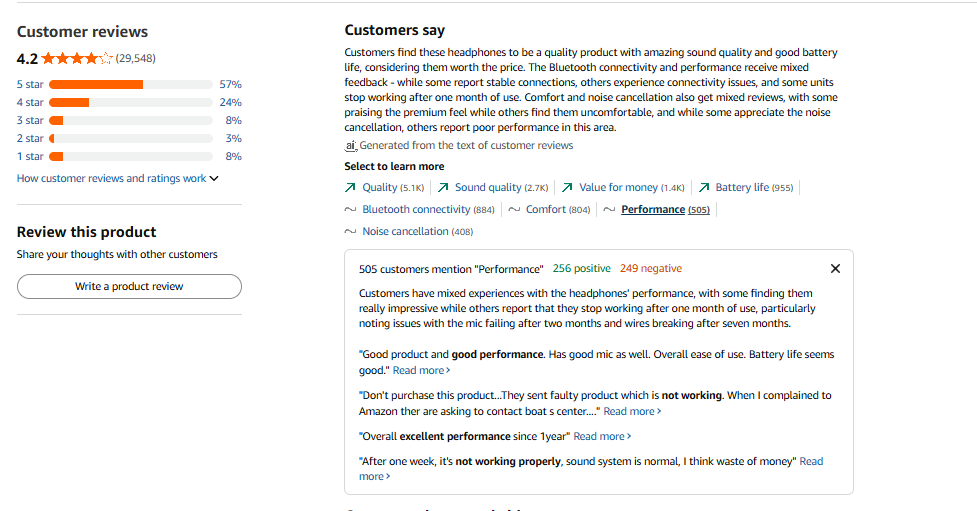 Customer reviews
4.2 (29,548)
5 star 57%
4 star 24%
3 star 8%
2 star 3%
1 star 8%
How customer reviews and ratings work
Review this product
Share your thoughts with other customers
Write a product review
Customers say
Customers find these headphones to be a quality product with amazing sound quality and good battery
life, considering them worth the price. The Bluetooth connectivity and performance receive mixed
feedback - while some report stable connections, others experience connectivity issues, and some units
stop working after one month of use. Comfort and noise cancellation also get mixed reviews, with some
praising the premium feel while others find them uncomfortable, and while some appreciate the noise
cancellation, others report poor performance in this area.
ai Generated from the text of customer reviews
Select to learn more
Quality (5.1K) Sound quality (2.7K) Value for money (1.4K) Battery life (955)
Bluetooth connectivity (884) Comfort (804) Performance (505)
Noise cancellation (408)
505 customers mention "Performance" 256 positive 249 negative
Customers have mixed experiences with the headphones' performance, with some finding them
really impressive while others report that they stop working after one month of use, particularly
noting issues with the mic failing after two months and wires breaking after seven months.
"Good product and good performance. Has good mic as well. Overall ease of use. Battery life seems
good." Read more
"Don't purchase this product...They sent faulty product which is not working. When I complained to
Amazon ther are asking to contact boat s center...." Read more
"Overall excellent performance since 1year" Read more
"After one week, it's not working properly, sound system is normal, I think waste of money" Read
more